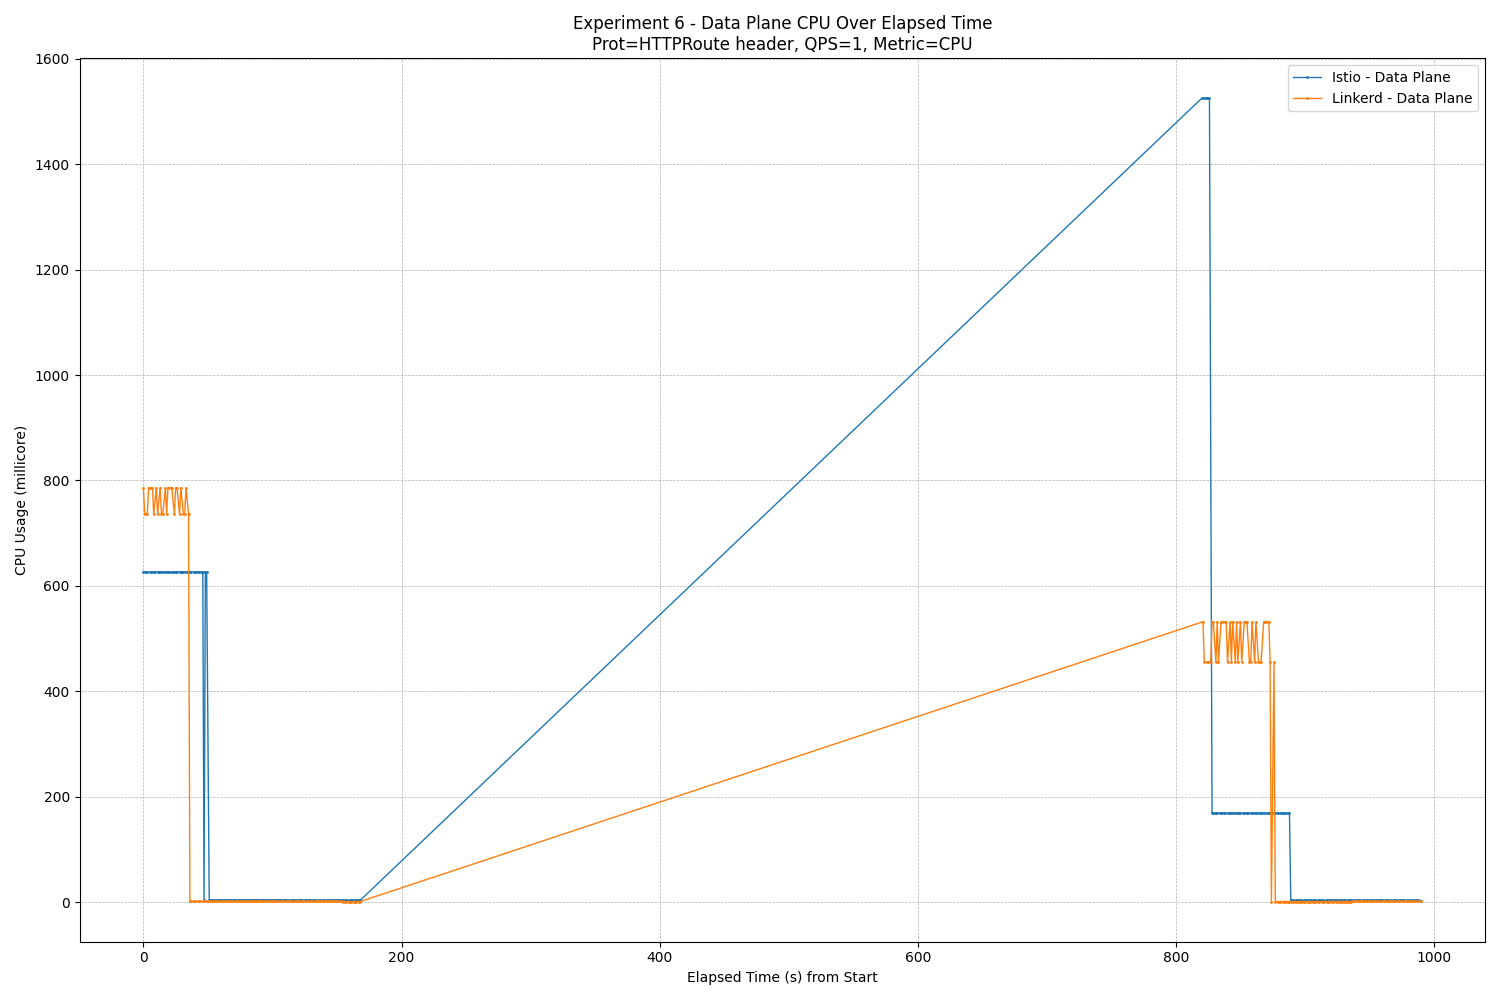 Experiment 6 - Data Plane CPU Over Elapsed Time
Prot=HTTPRoute header, QPS=1, Metric=CPU
Istio - Data Plane
Linkerd - Data Plane
CPU Usage (millicore)
1600
1400
1200
1000
800
600
400
200
0
0 200 400 600 800 1000
Elapsed Time (s) from Start